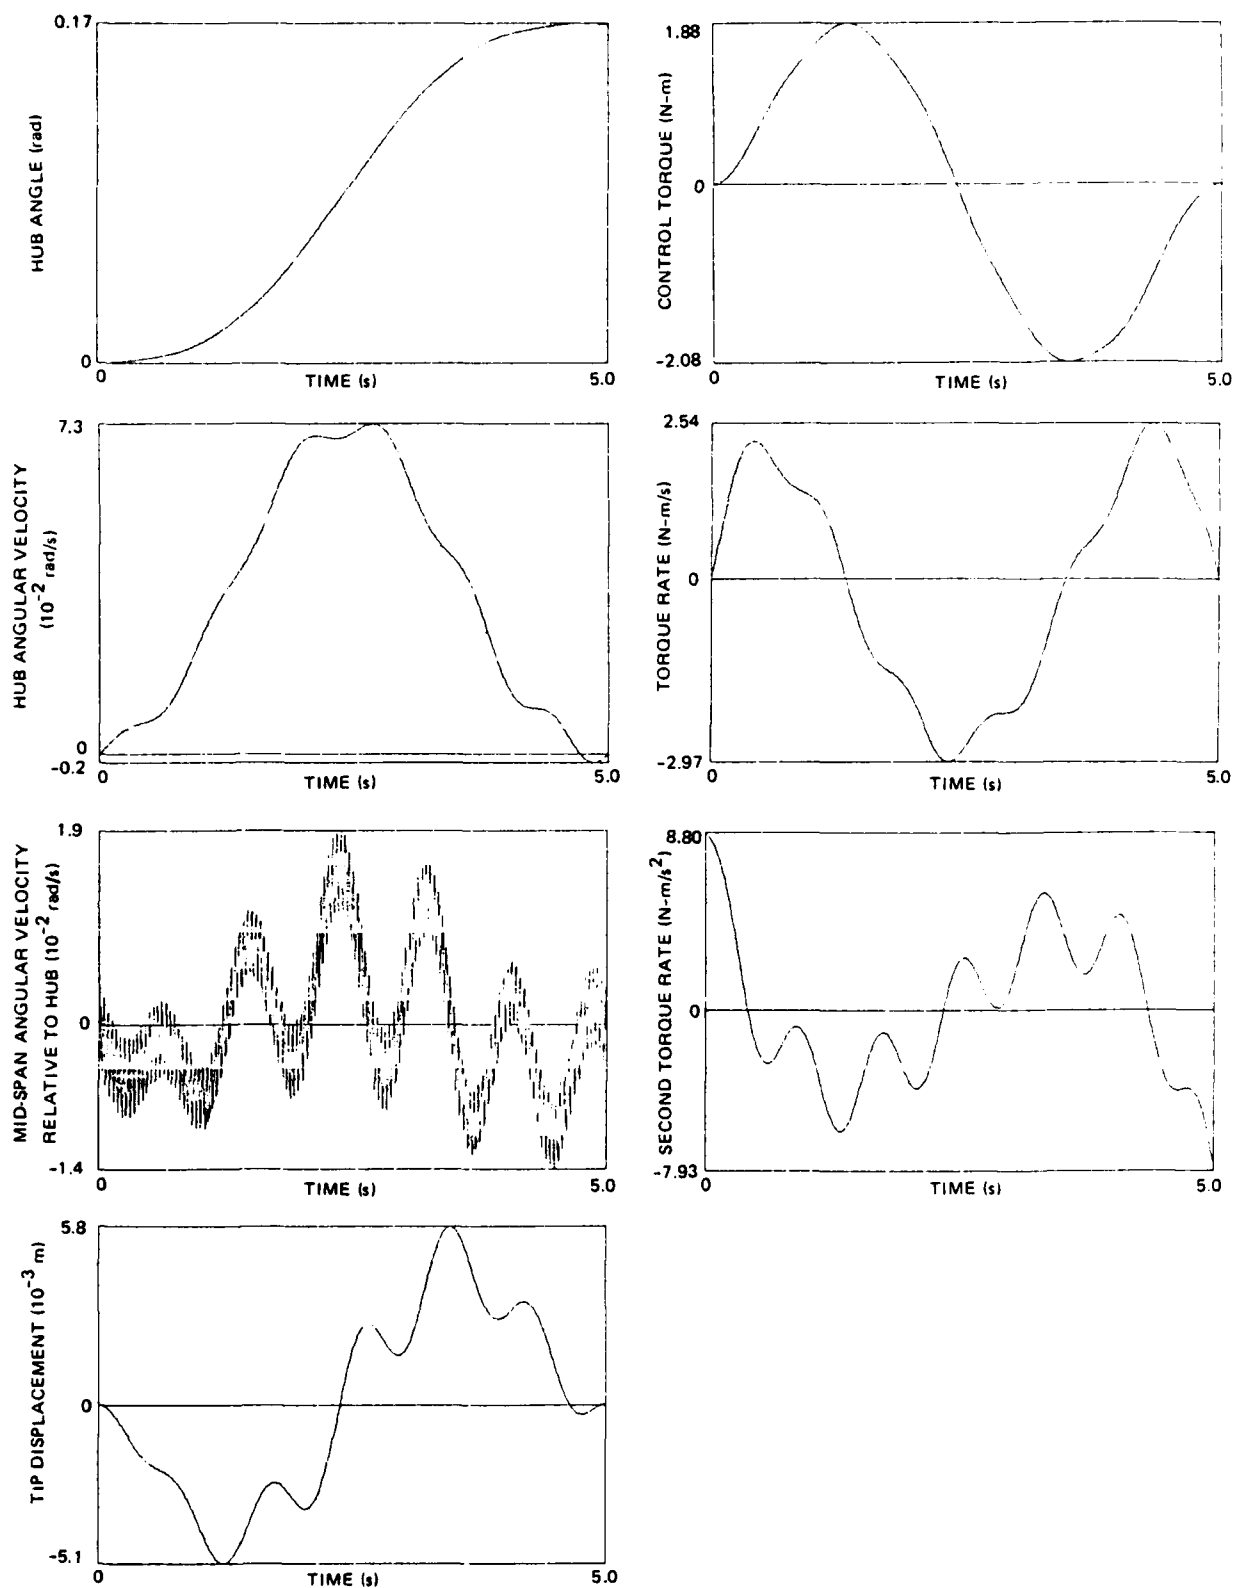 0.17
HUB ANGLE (rad)
0
0
TIME (s)
5.0
1.88
CONTROL TORQUE (N-m)
0
-2.08
0
TIME (s)
5.0
7.3
HUB ANGULAR VELOCITY
(10⁻² rad/s)
0
-0.2
0
TIME (s)
5.0
2.54
TORQUE RATE (N-m/s)
0
-2.97
0
TIME (s)
5.0
1.9
MID-SPAN ANGULAR VELOCITY
RELATIVE TO HUB (10⁻² rad/s)
0
-1.4
0
TIME (s)
5.0
8.80
SECOND TORQUE RATE (N-m/s²)
0
-7.93
0
TIME (s)
5.0
5.8
TIP DISPLACEMENT (10⁻³ m)
0
-5.1
0
TIME (s)
5.0